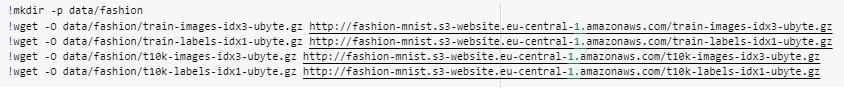 !mkdir -p data/fashion
!wget -O data/fashion/train-images-idx3-ubyte.gz http://fashion-mnist.s3-website.eu-central-1.amazonaws.com/train-images-idx3-ubyte.gz
!wget -O data/fashion/train-labels-idx1-ubyte.gz http://fashion-mnist.s3-website.eu-central-1.amazonaws.com/train-labels-idx1-ubyte.gz
!wget -O data/fashion/t10k-images-idx3-ubyte.gz http://fashion-mnist.s3-website.eu-central-1.amazonaws.com/t10k-images-idx3-ubyte.gz
!wget -O data/fashion/t10k-labels-idx1-ubyte.gz http://fashion-mnist.s3-website.eu-central-1.amazonaws.com/t10k-labels-idx1-ubyte.gz